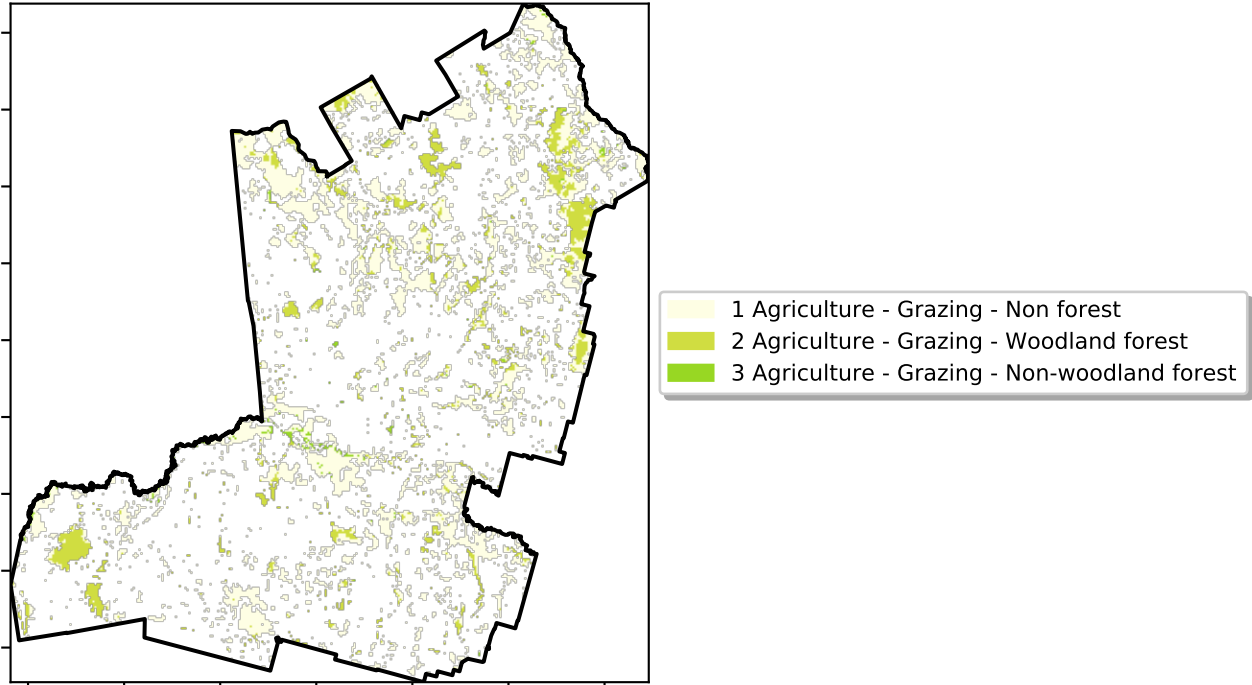 1 Agriculture - Grazing - Non forest
2 Agriculture - Grazing - Woodland forest
3 Agriculture - Grazing - Non-woodland forest